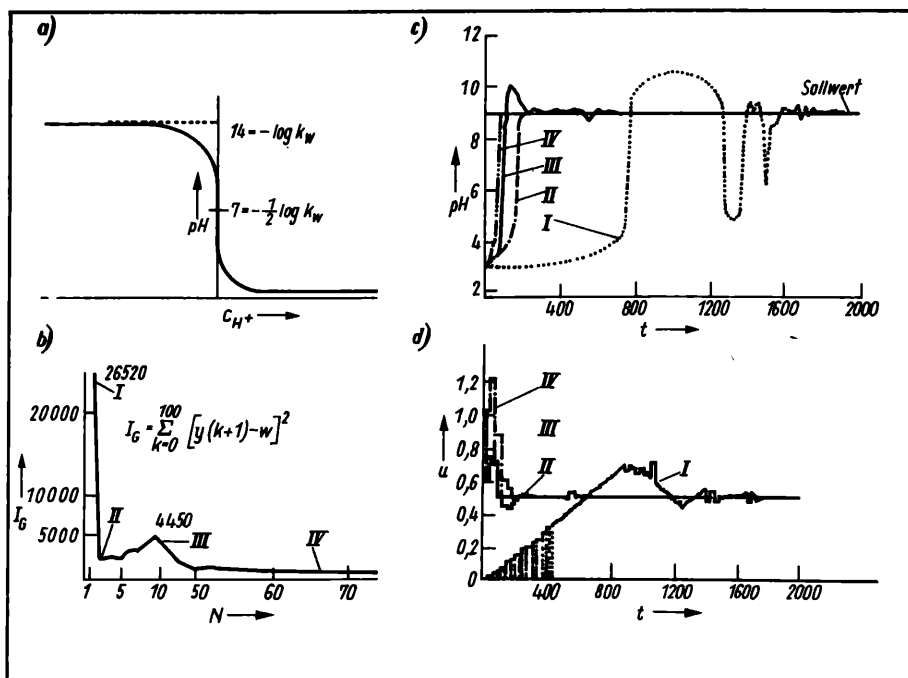 a)
14 = -log k_w
pH
7 = -1/2 log k_w
c_H+
b)
26520
I
20000
I_G = Σ_{k=0}^{100} [y(k+1)-w]²
10000
I_G
5000
II
4450
III
IV
1 5 10 50 60 70
N
c)
12
10
8
6
4
2
pH
Sollwert
IV
III
II
I
400 800 1200 1600 2000
t
d)
1,2
1,0
0,8
0,6
0,4
0,2
0
u
IV
III
II
I
400 800 1200 1600 2000
t